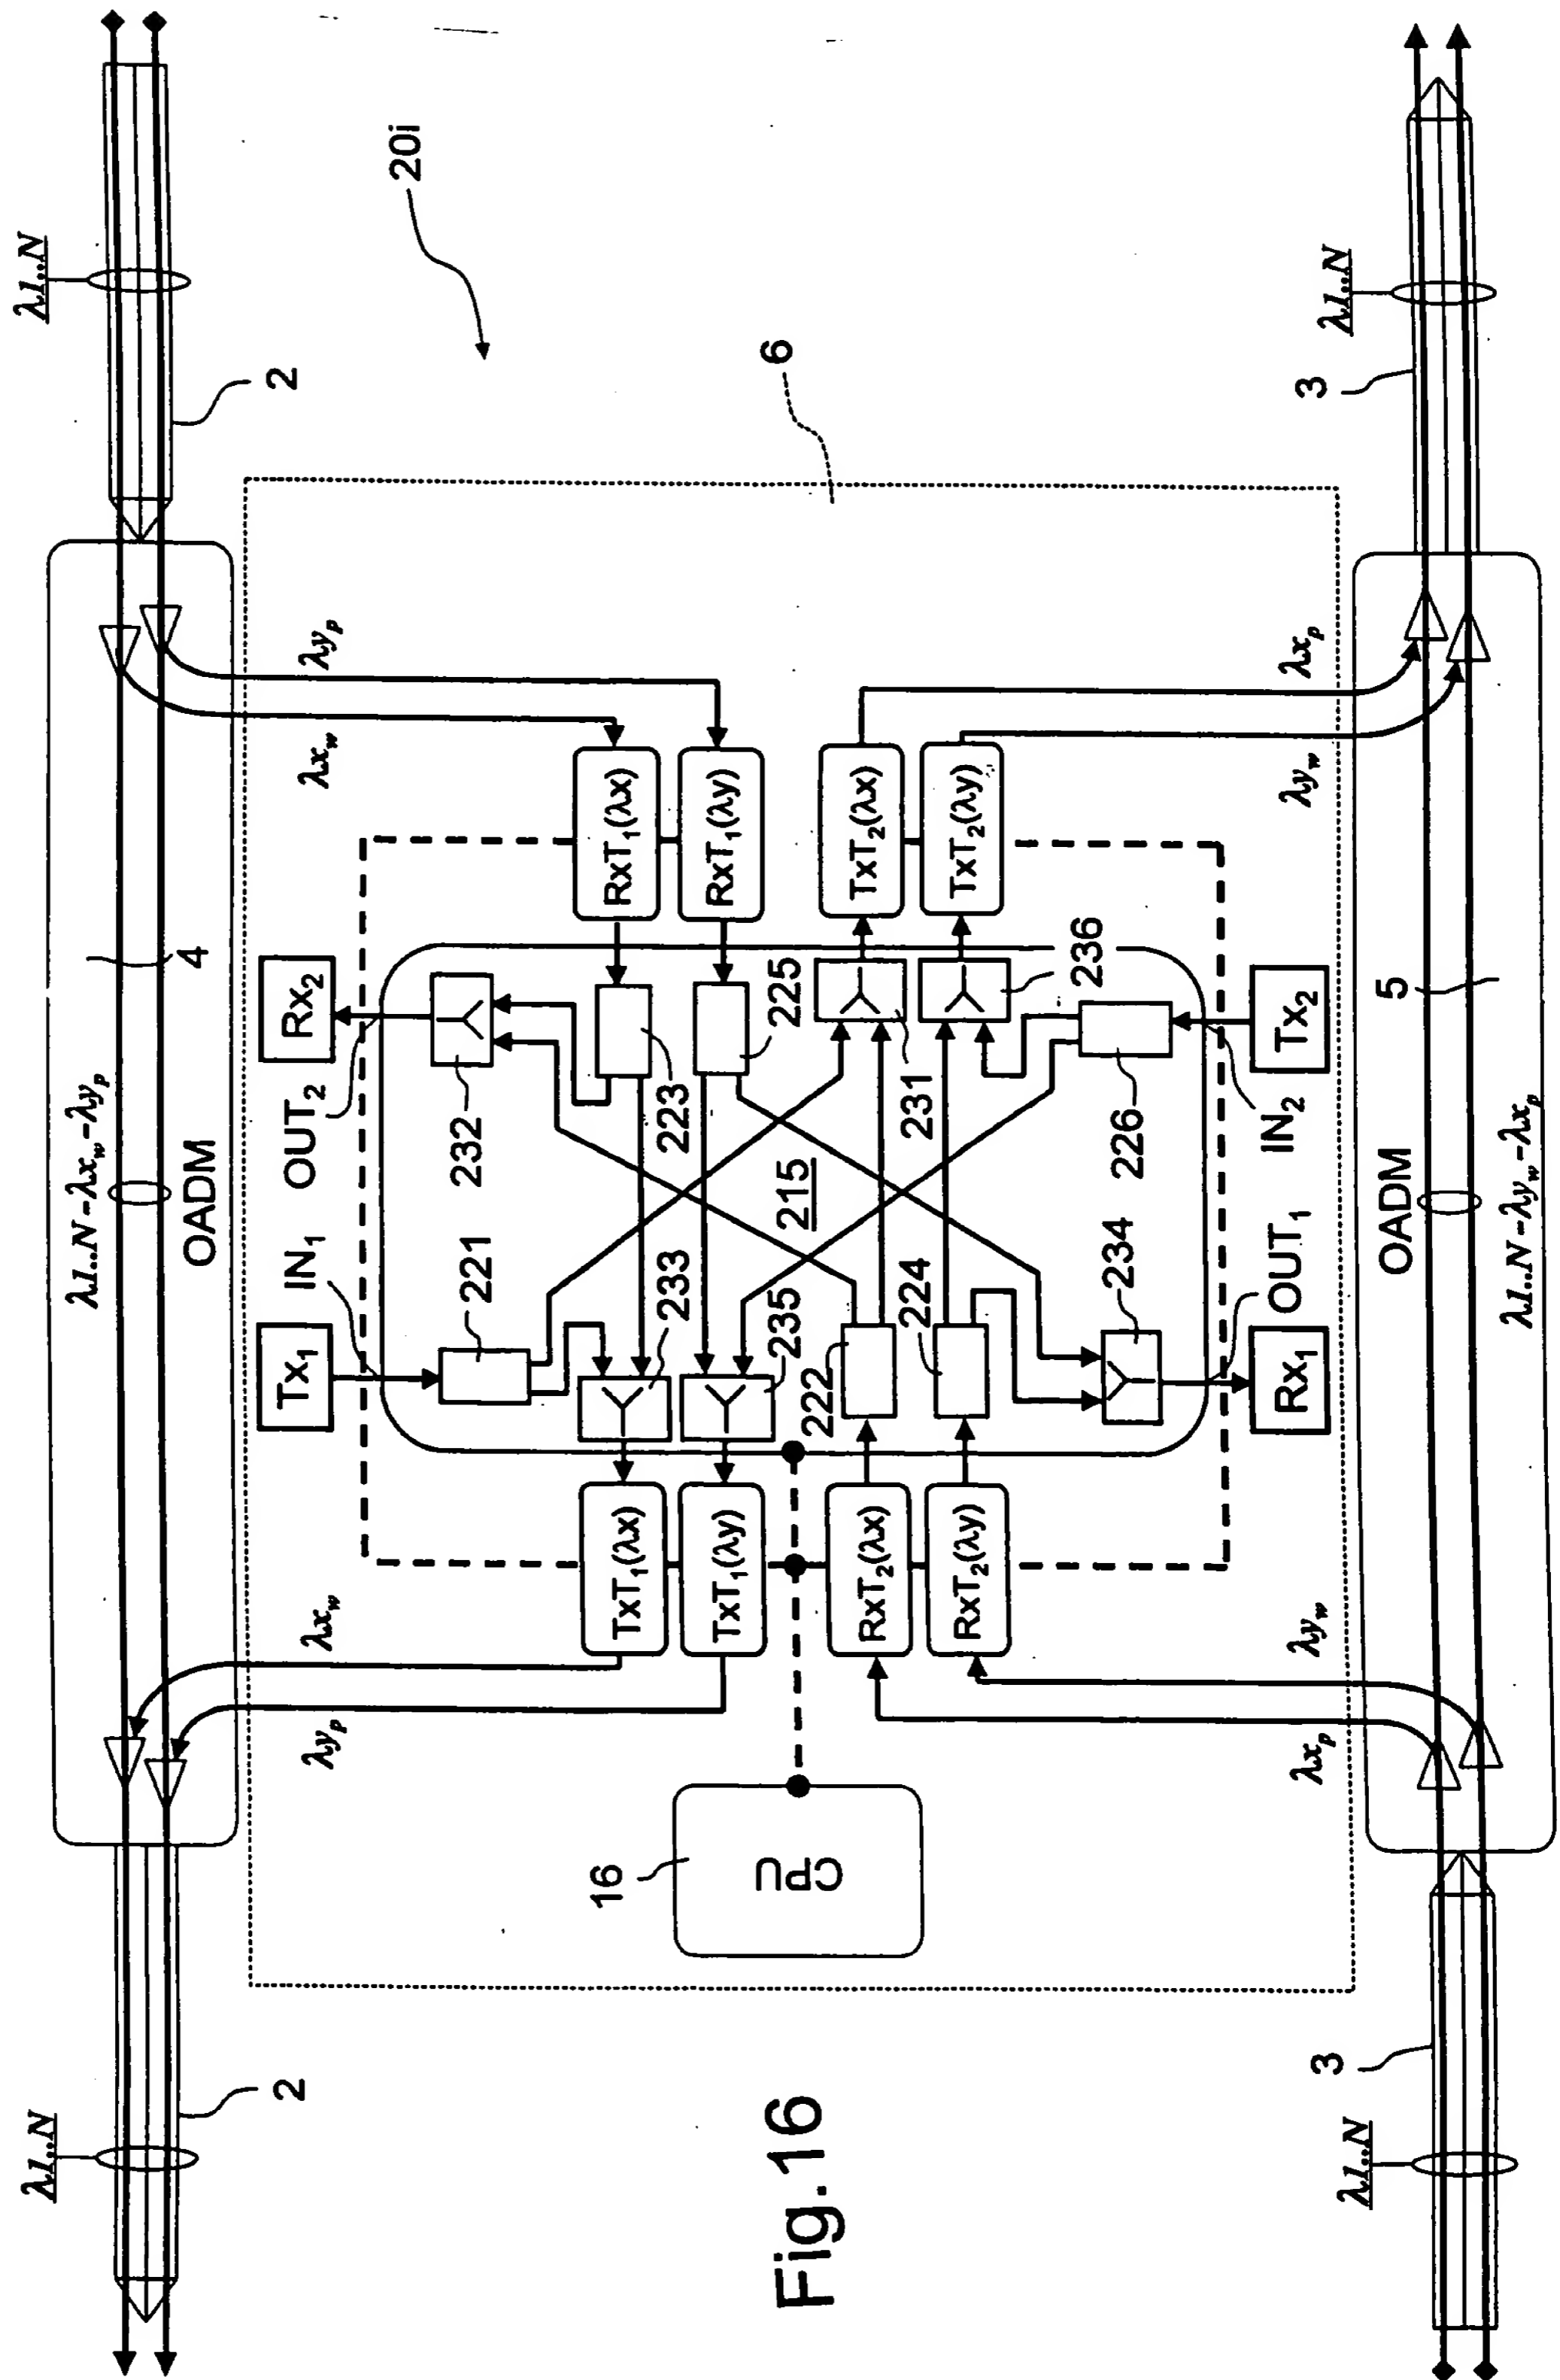 λ1..N
2
λ1..N-λx_w-λy_p
4
OADM
λ1..N
2
20i
λy_p
λx_w
λx_w
λy_p
6
Tx₁
IN₁
OUT₂
Rx₂
221
232
223
233
235
225
215
222
224
231
236
234
226
TxT₁(λx)
TxT₁(λy)
RxT₁(λx)
RxT₁(λy)
RxT₂(λx)
RxT₂(λy)
TxT₂(λx)
TxT₂(λy)
16
CPU
Rx₁
OUT₁
IN₂
Tx₂
λy_w
λx_p
λx_p
λy_w
λ1..N
3
OADM
5
λ1..N-λy_w-λx_p
λ1..N
3
Fig.16